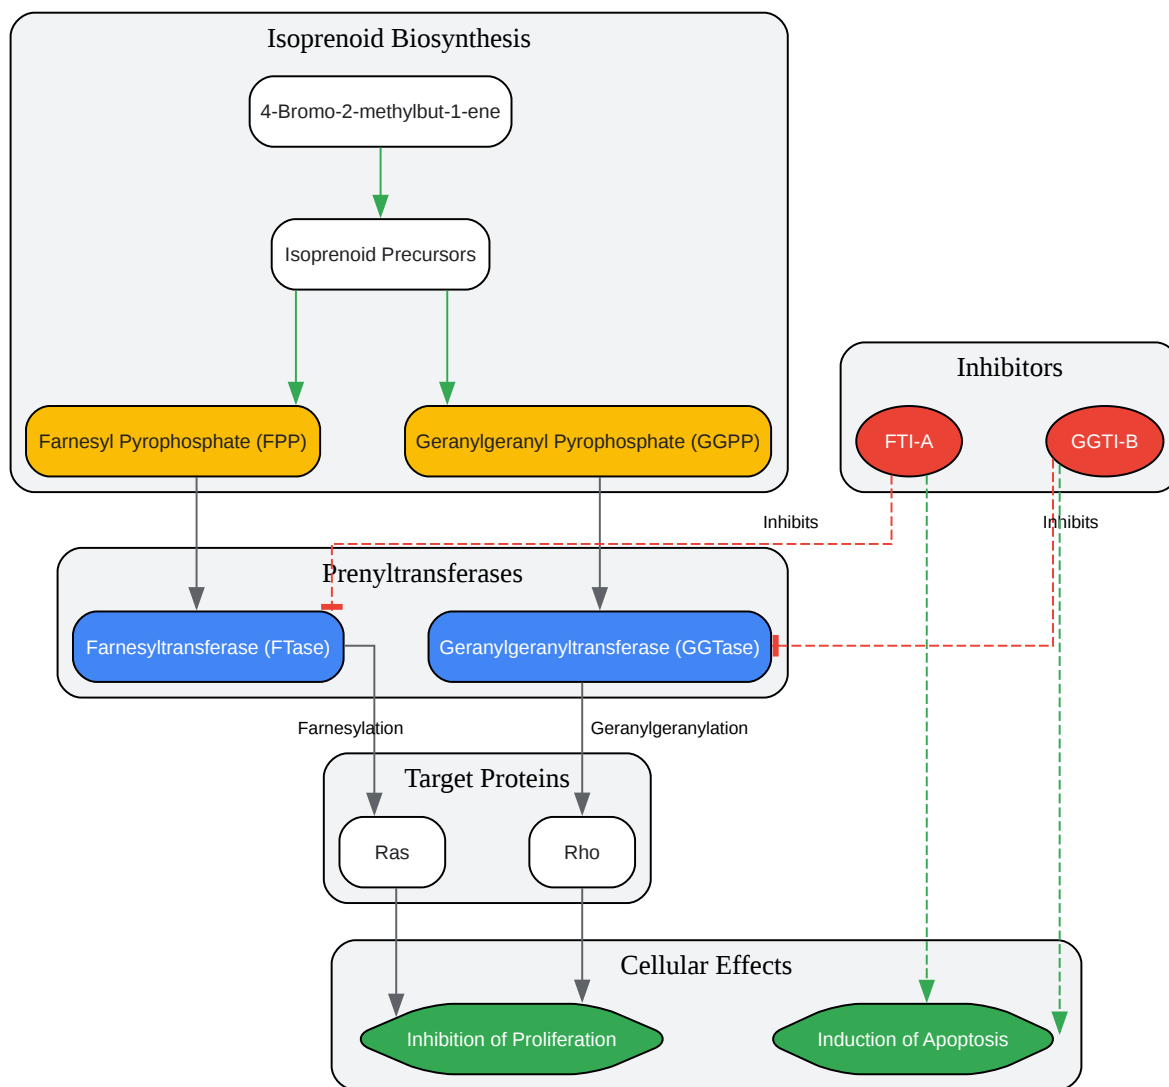 Isoprenoid Biosynthesis
4-Bromo-2-methylbut-1-ene
Isoprenoid Precursors
Farnesyl Pyrophosphate (FPP)
Geranylgeranyl Pyrophosphate (GGPP)
Inhibitors
FTI-A
GGTI-B
Inhibits
Inhibits
Prenyltransferases
Farnesyltransferase (FTase)
Geranylgeranyltransferase (GGTase)
Farnesylation
Geranylgeranylation
Target Proteins
Ras
Rho
Cellular Effects
Inhibition of Proliferation
Induction of Apoptosis